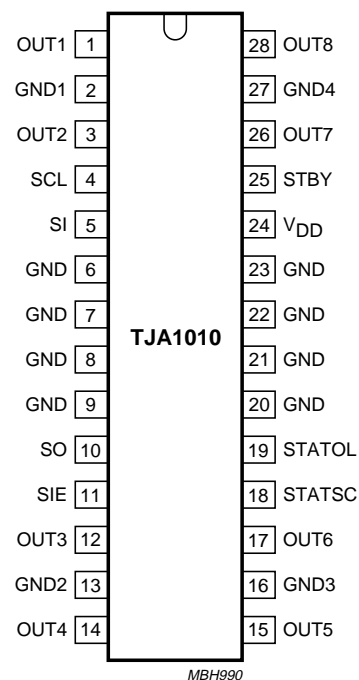 OUT1 1 28 OUT8
GND1 2 27 GND4
OUT2 3 26 OUT7
SCL 4 25 STBY
SI 5 24 VDD
GND 6 23 GND
GND 7 22 GND
TJA1010
GND 8 21 GND
GND 9 20 GND
SO 10 19 STATOL
SIE 11 18 STATSC
OUT3 12 17 OUT6
GND2 13 16 GND3
OUT4 14 15 OUT5
MBH990